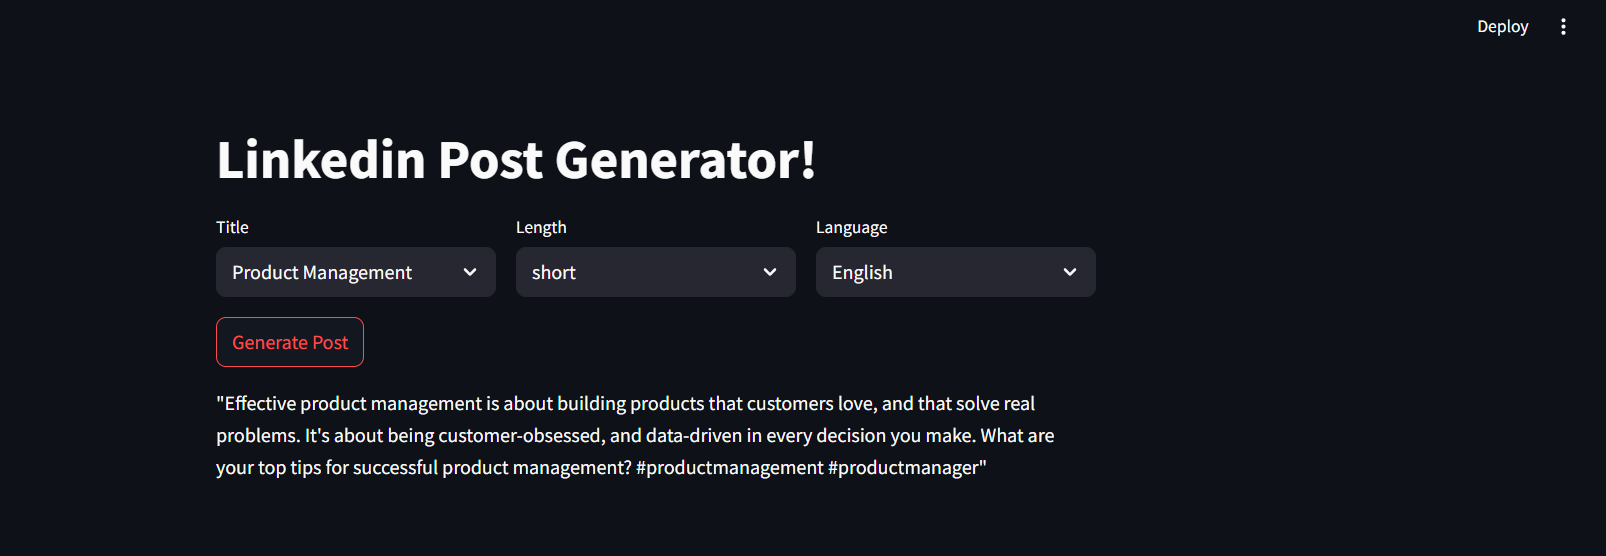 Deploy
Linkedin Post Generator!
Title
Length
Language
Product Management
short
English
Generate Post
"Effective product management is about building products that customers love, and that solve real
problems. It's about being customer-obsessed, and data-driven in every decision you make. What are
your top tips for successful product management? #productmanagement #productmanager"